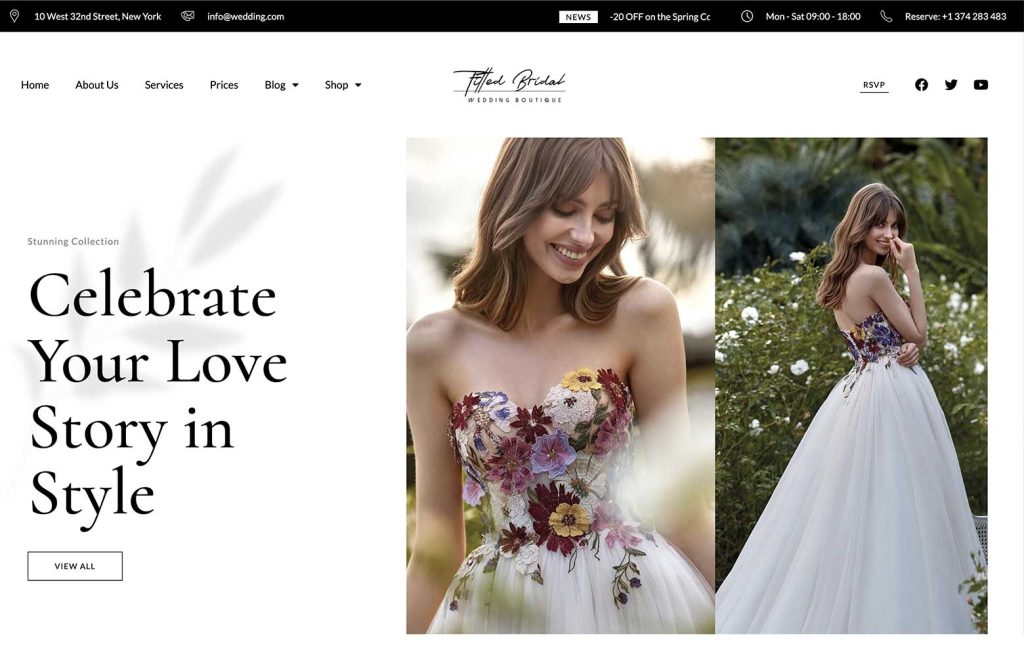 10 West 32nd Street, New York
info@wedding.com
NEWS
-20 OFF on the Spring Cc
Mon - Sat 09:00 - 18:00
Reserve: +1 374 283 483
Home
About Us
Services
Prices
Blog
Shop
Fitted Bridal
WEDDING BOUTIQUE
RSVP
Stunning Collection
Celebrate
Your Love
Story in
Style
VIEW ALL